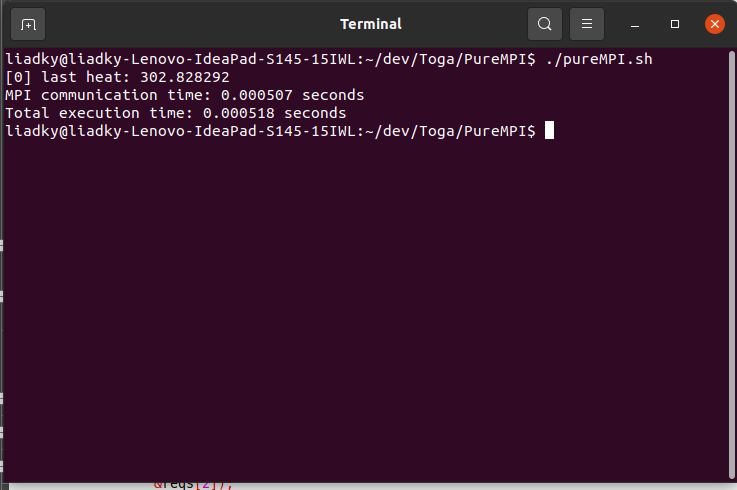 Terminal
liadky@liadky-Lenovo-IdeaPad-S145-15IWL:~/dev/Toga/PureMPI$ ./pureMPI.sh
[0] last heat: 302.828292
MPI communication time: 0.000507 seconds
Total execution time: 0.000518 seconds
liadky@liadky-Lenovo-IdeaPad-S145-15IWL:~/dev/Toga/PureMPI$
&reqs[2]);